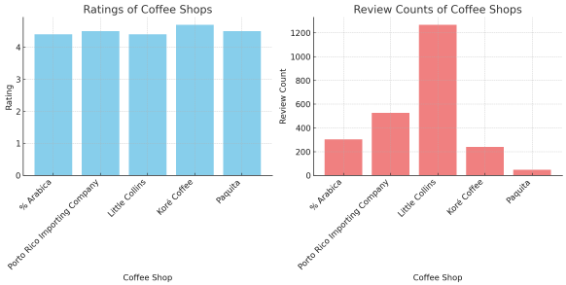 Ratings of Coffee Shops
Rating
4
3
2
1
0
% Arabica
Porto Rico Importing Company
Little Collins
Koré Coffee
Paquita
Coffee Shop
Review Counts of Coffee Shops
Review Count
1200
1000
800
600
400
200
0
% Arabica
Porto Rico Importing Company
Little Collins
Koré Coffee
Paquita
Coffee Shop